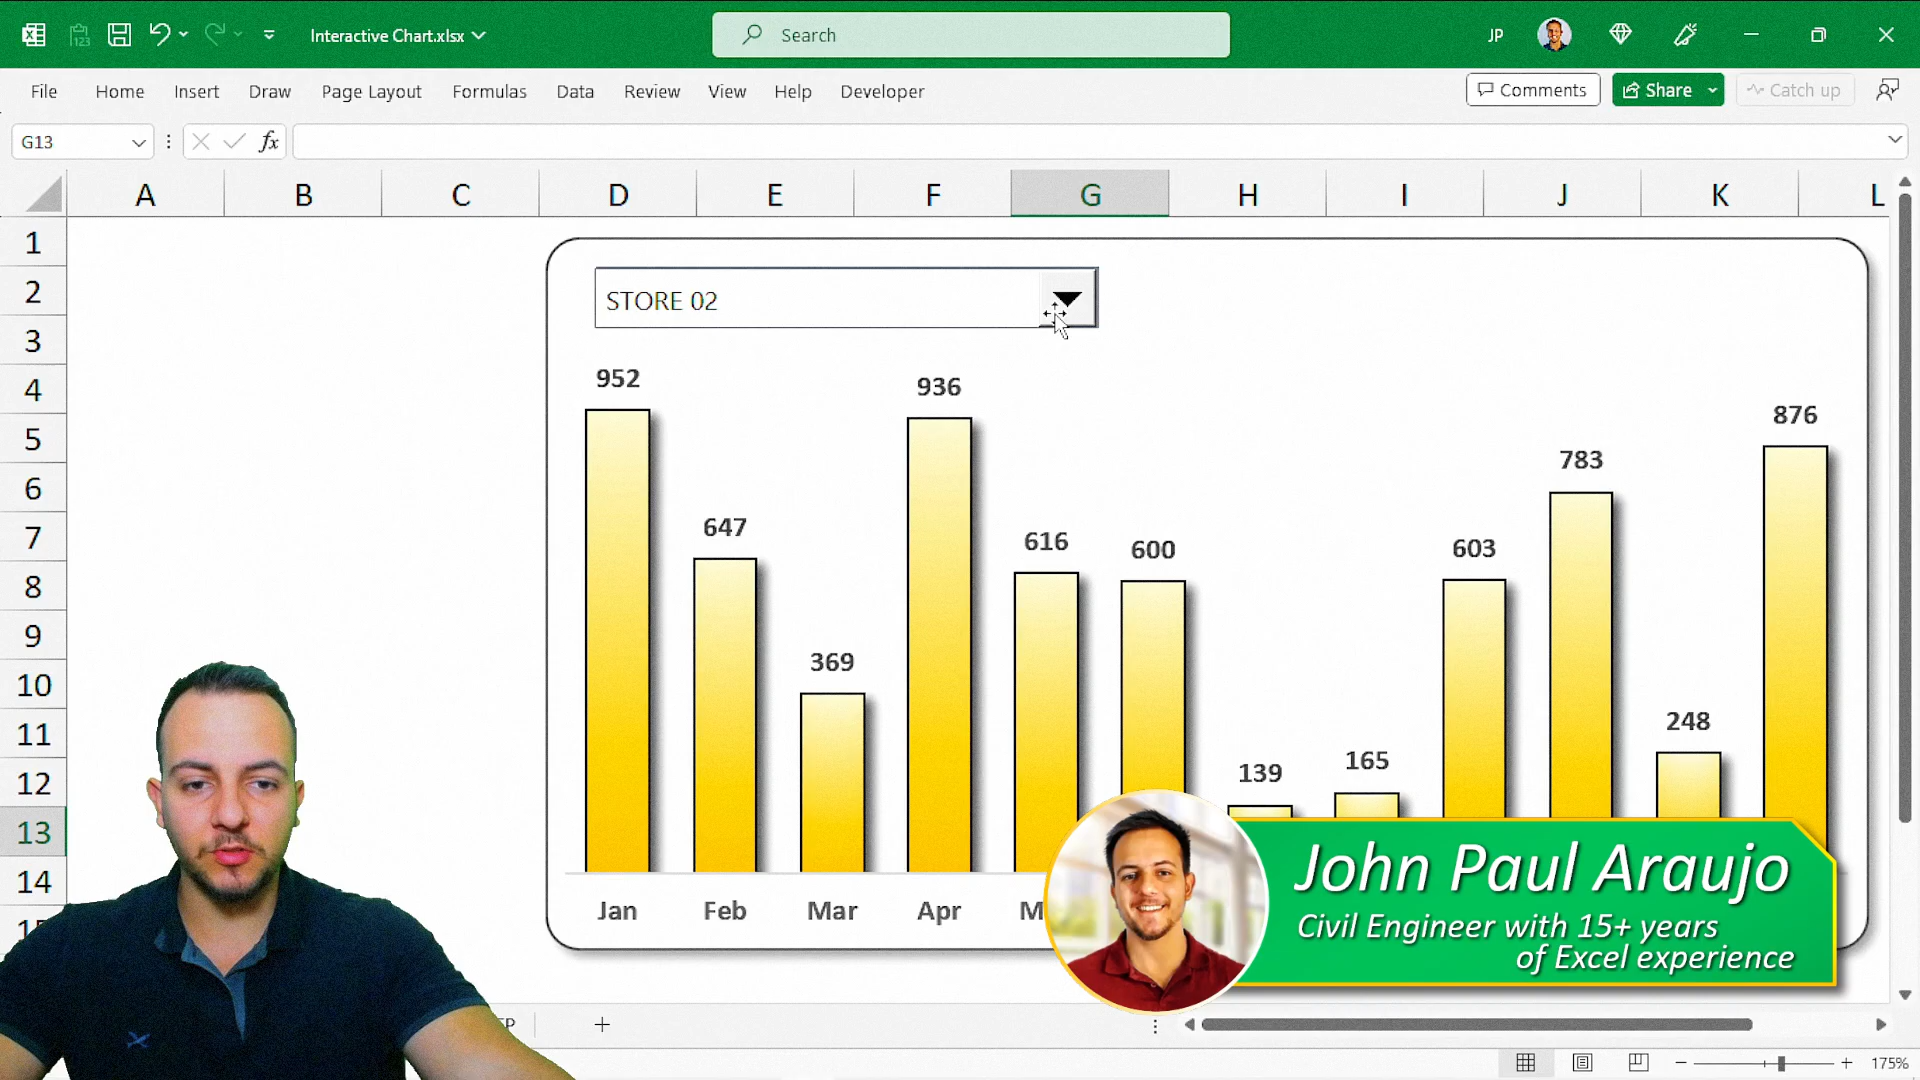 Interactive Chart.xlsx
Search
JP
File Home Insert Draw Page Layout Formulas Data Review View Help Developer
Comments Share Catch up
G13 fx
A B C D E F G H I J K L
1
2
3
4
5
6
7
8
9
10
11
12
13
14
STORE 02
952 647 369 936 616 600 139 165 603 783 248 876
Jan Feb Mar Apr
John Paul Araujo
Civil Engineer with 15+ years
of Excel experience
175%